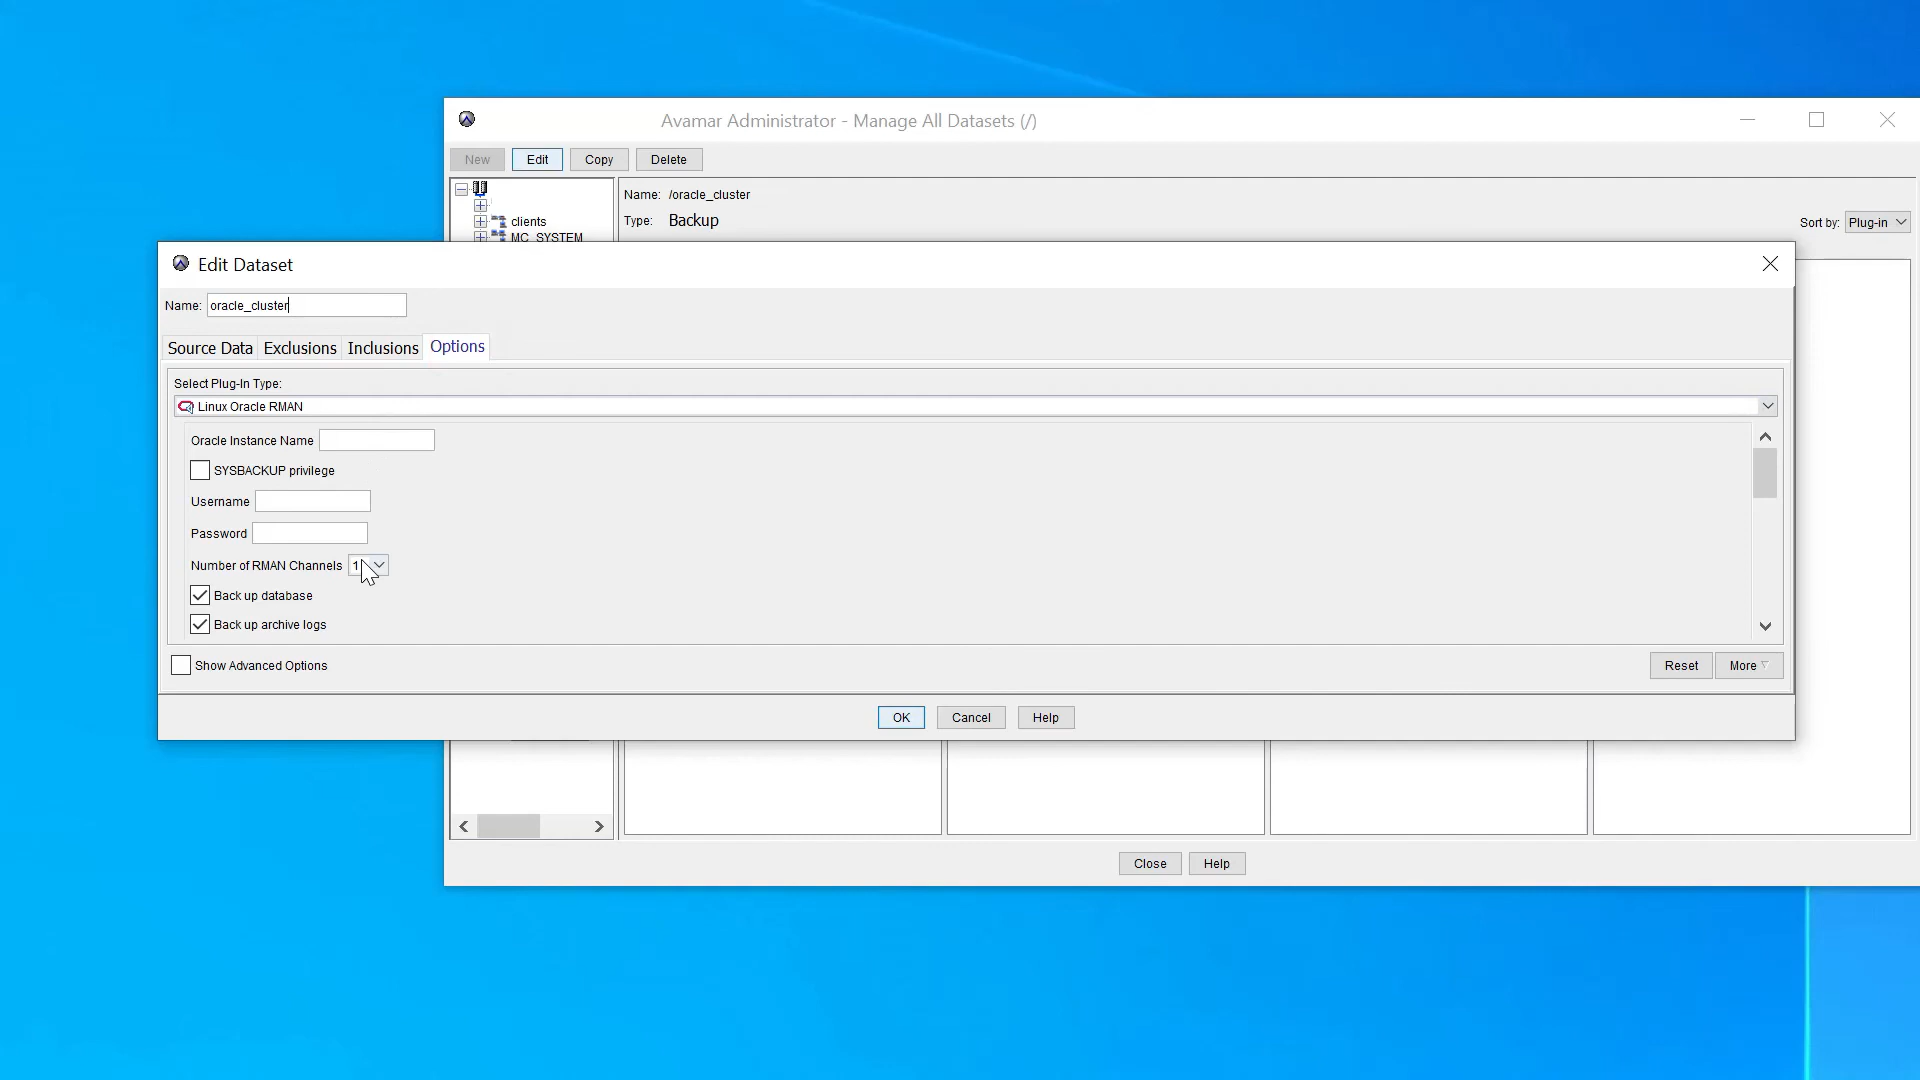 Avamar Administrator - Manage All Datasets (/)
New Edit Copy Delete
Name: /oracle_cluster
clients
Type: Backup
Sort by: Plug-in
MC_SYSTEM
Edit Dataset
Name: oracle_cluster
Source Data Exclusions Inclusions Options
Select Plug-In Type:
Linux Oracle RMAN
Oracle Instance Name
SYSBACKUP privilege
Username
Password
Number of RMAN Channels 1
Back up database
Back up archive logs
Show Advanced Options
Reset More
OK Cancel Help
Close Help